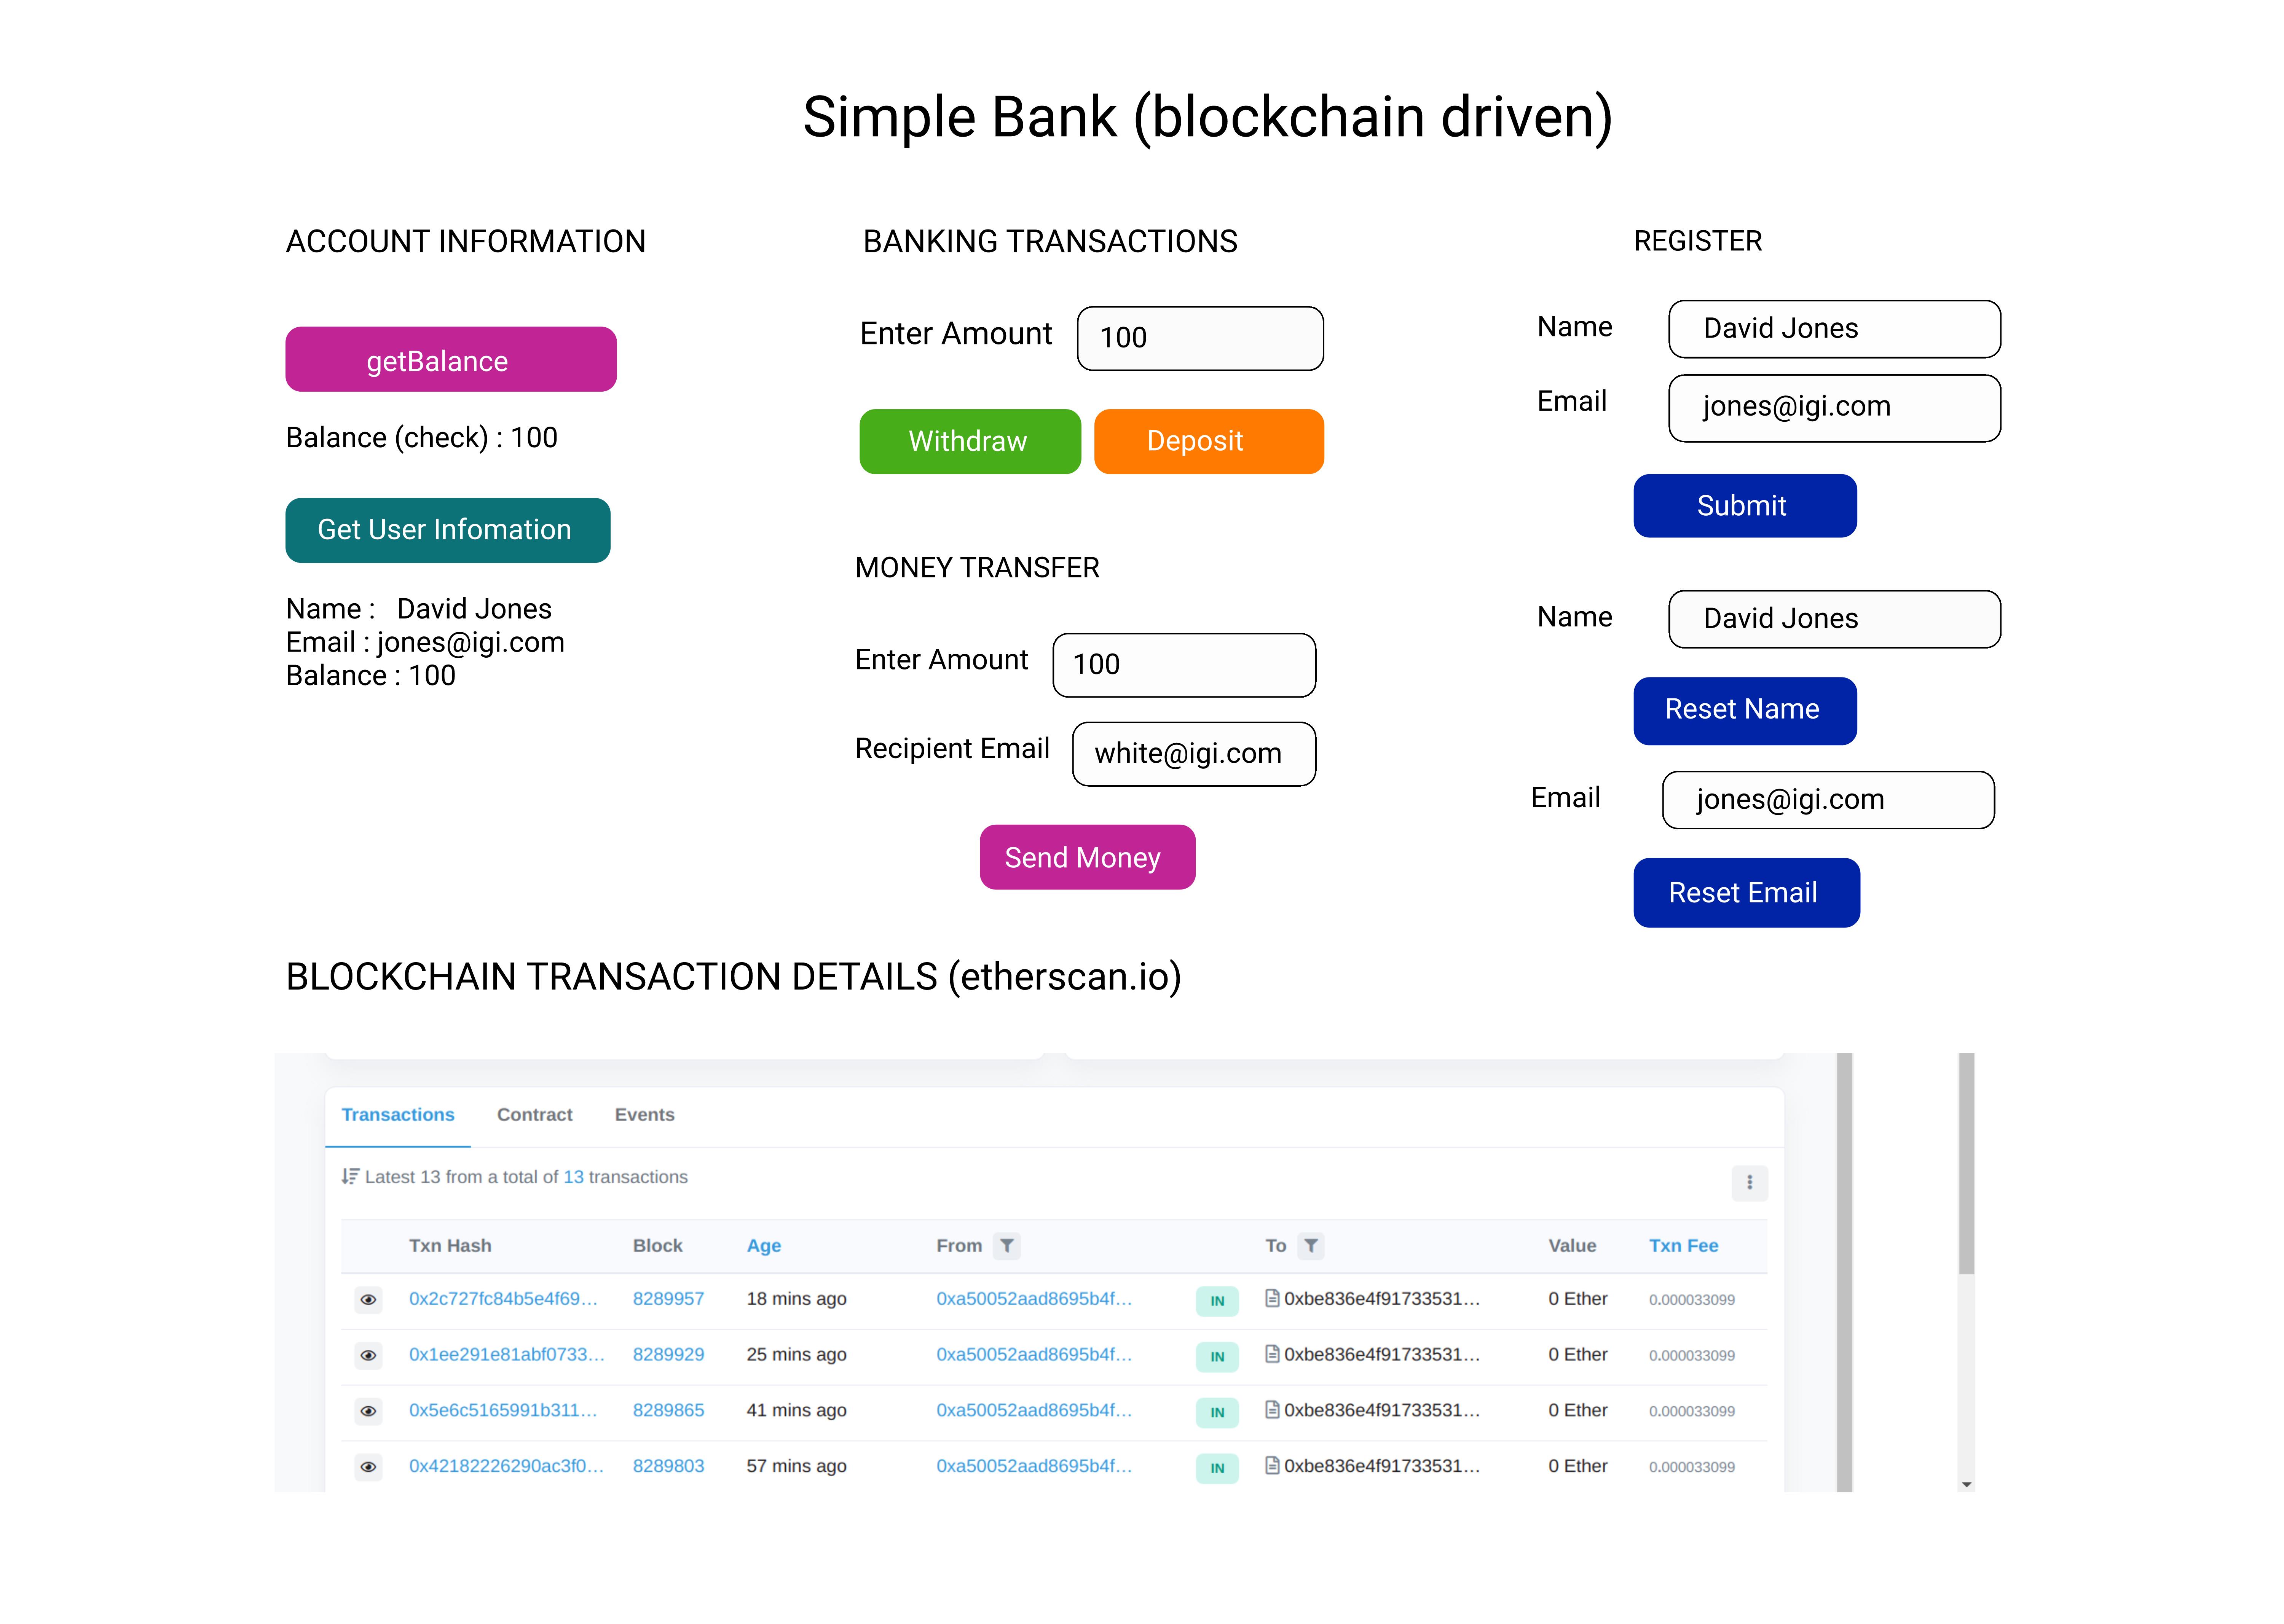 Simple Bank (blockchain driven)
ACCOUNT INFORMATION
getBalance
Balance (check) : 100
Get User Infomation
Name : David Jones
Email : jones@igi.com
Balance : 100
BANKING TRANSACTIONS
Enter Amount 100
Withdraw Deposit
MONEY TRANSFER
Enter Amount 100
Recipient Email white@igi.com
Send Money
REGISTER
Name David Jones
Email jones@igi.com
Submit
Name David Jones
Reset Name
Email jones@igi.com
Reset Email
BLOCKCHAIN TRANSACTION DETAILS (etherscan.io)
Transactions Contract Events
Latest 13 from a total of 13 transactions
Txn Hash Block Age From To Value Txn Fee
0x2c727fc84b5e4f69... 8289957 18 mins ago 0xa50052aad8695b4f... IN 0xbe836e4f91733531... 0 Ether 0.000033099
0x1ee291e81abf0733... 8289929 25 mins ago 0xa50052aad8695b4f... IN 0xbe836e4f91733531... 0 Ether 0.000033099
0x5e6c5165991b311... 8289865 41 mins ago 0xa50052aad8695b4f... IN 0xbe836e4f91733531... 0 Ether 0.000033099
0x42182226290ac3f0... 8289803 57 mins ago 0xa50052aad8695b4f... IN 0xbe836e4f91733531... 0 Ether 0.000033099